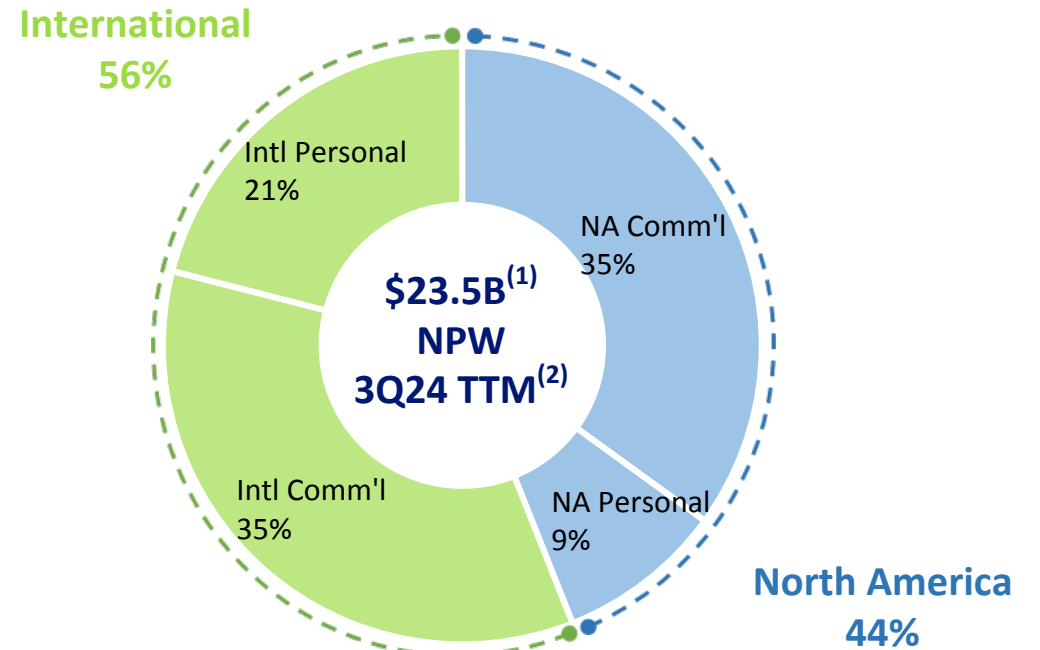 International
56%
Intl Personal
21%
NA Comm'l
35%
$23.5B(1)
NPW
3Q24 TTM(2)
Intl Comm'l
35%
NA Personal
9%
North America
44%